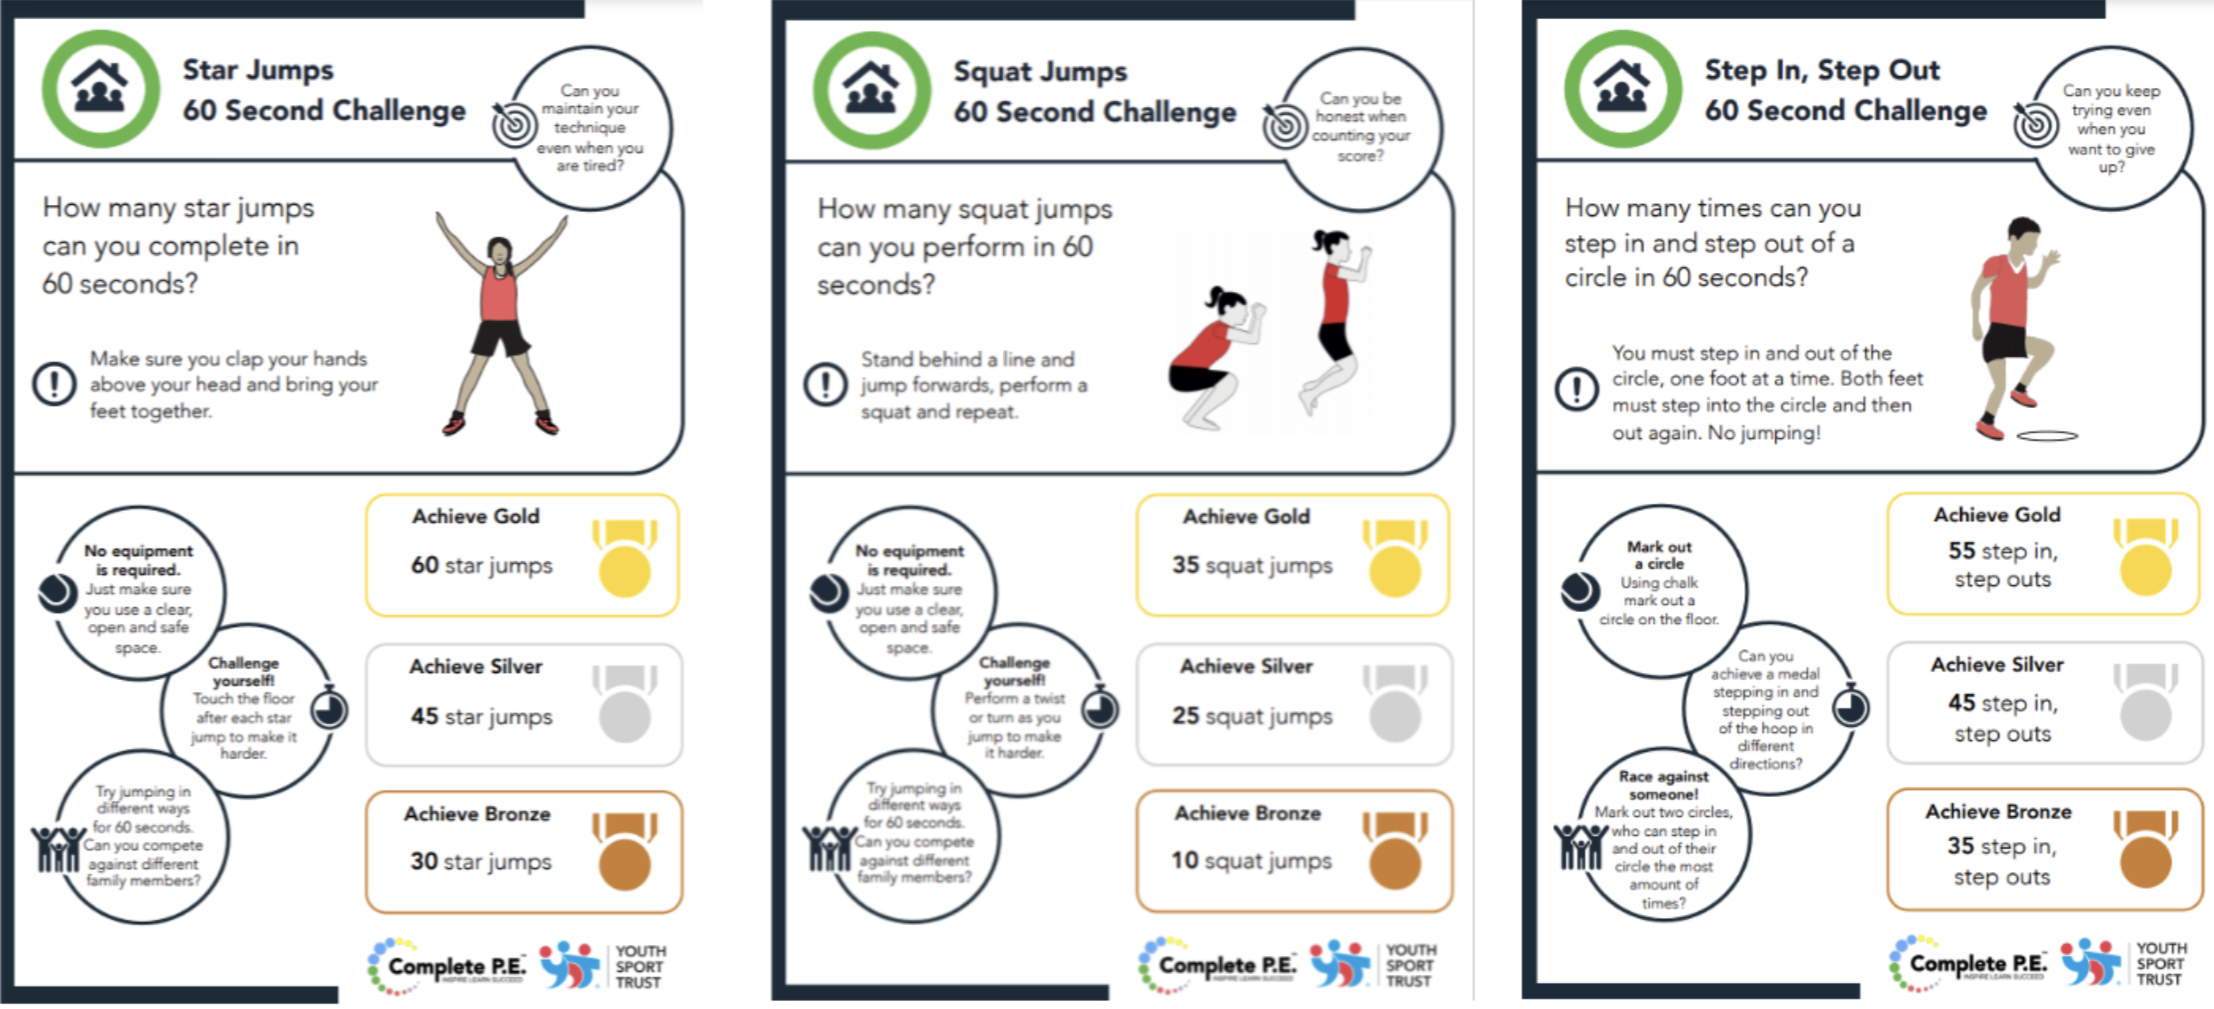 Star Jumps
60 Second Challenge
Can you
maintain your
technique
even when you
are tired?
How many star jumps
can you complete in
60 seconds?
Make sure you clap your hands
above your head and bring your
feet together.
No equipment
is required.
Just make sure
you use a clear,
open and safe
space.
Challenge
yourself!
Touch the floor
after each star
jump to make it
harder.
Try jumping in
different ways
for 60 seconds.
Can you compete
against different
family members?
Achieve Gold
60 star jumps
Achieve Silver
45 star jumps
Achieve Bronze
30 star jumps
Complete P.E.™
INSPIRE LEARN SUCCEED
YOUTH
SPORT
TRUST
Squat Jumps
60 Second Challenge
Can you be
honest when
counting your
score?
How many squat jumps
can you perform in 60
seconds?
Stand behind a line and
jump forwards, perform a
squat and repeat.
No equipment
is required.
Just make sure
you use a clear,
open and safe
space.
Challenge
yourself!
Perform a twist
or turn as you
jump to make
it harder.
Try jumping in
different ways
for 60 seconds.
Can you compete
against different
family members?
Achieve Gold
35 squat jumps
Achieve Silver
25 squat jumps
Achieve Bronze
10 squat jumps
Complete P.E.™
INSPIRE LEARN SUCCEED
YOUTH
SPORT
TRUST
Step In, Step Out
60 Second Challenge
Can you keep
trying even
when you
want to give
up?
How many times can you
step in and step out of a
circle in 60 seconds?
You must step in and out of the
circle, one foot at a time. Both feet
must step into the circle and then
out again. No jumping!
Mark out
a circle
Using chalk
mark out a
circle on the floor.
Can you
achieve a medal
stepping in and
stepping out
of the hoop in
different
directions?
Race against
someone!
Mark out two circles,
who can step in
and out of their
circle the most
amount of
times?
Achieve Gold
55 step in,
step outs
Achieve Silver
45 step in,
step outs
Achieve Bronze
35 step in,
step outs
Complete P.E.™
INSPIRE LEARN SUCCEED
YOUTH
SPORT
TRUST